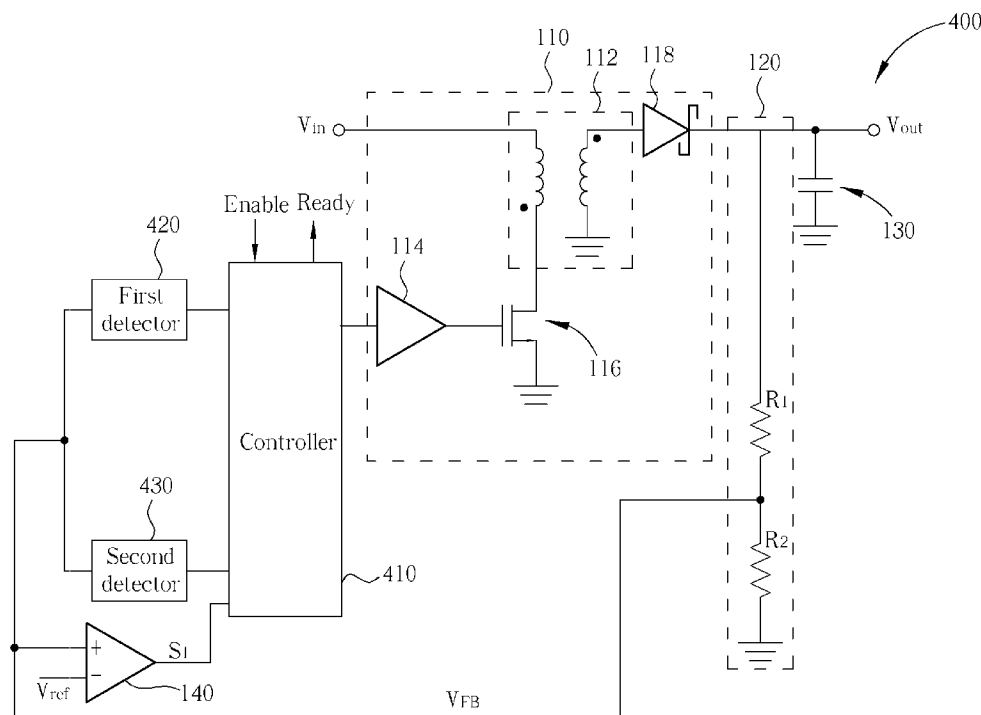 400
110
112
118
120
Vin
Vout
Enable Ready
130
420
114
First
detector
116
R1
Controller
430
Second
detector
R2
410
+
S1
−
Vref
140
VFB